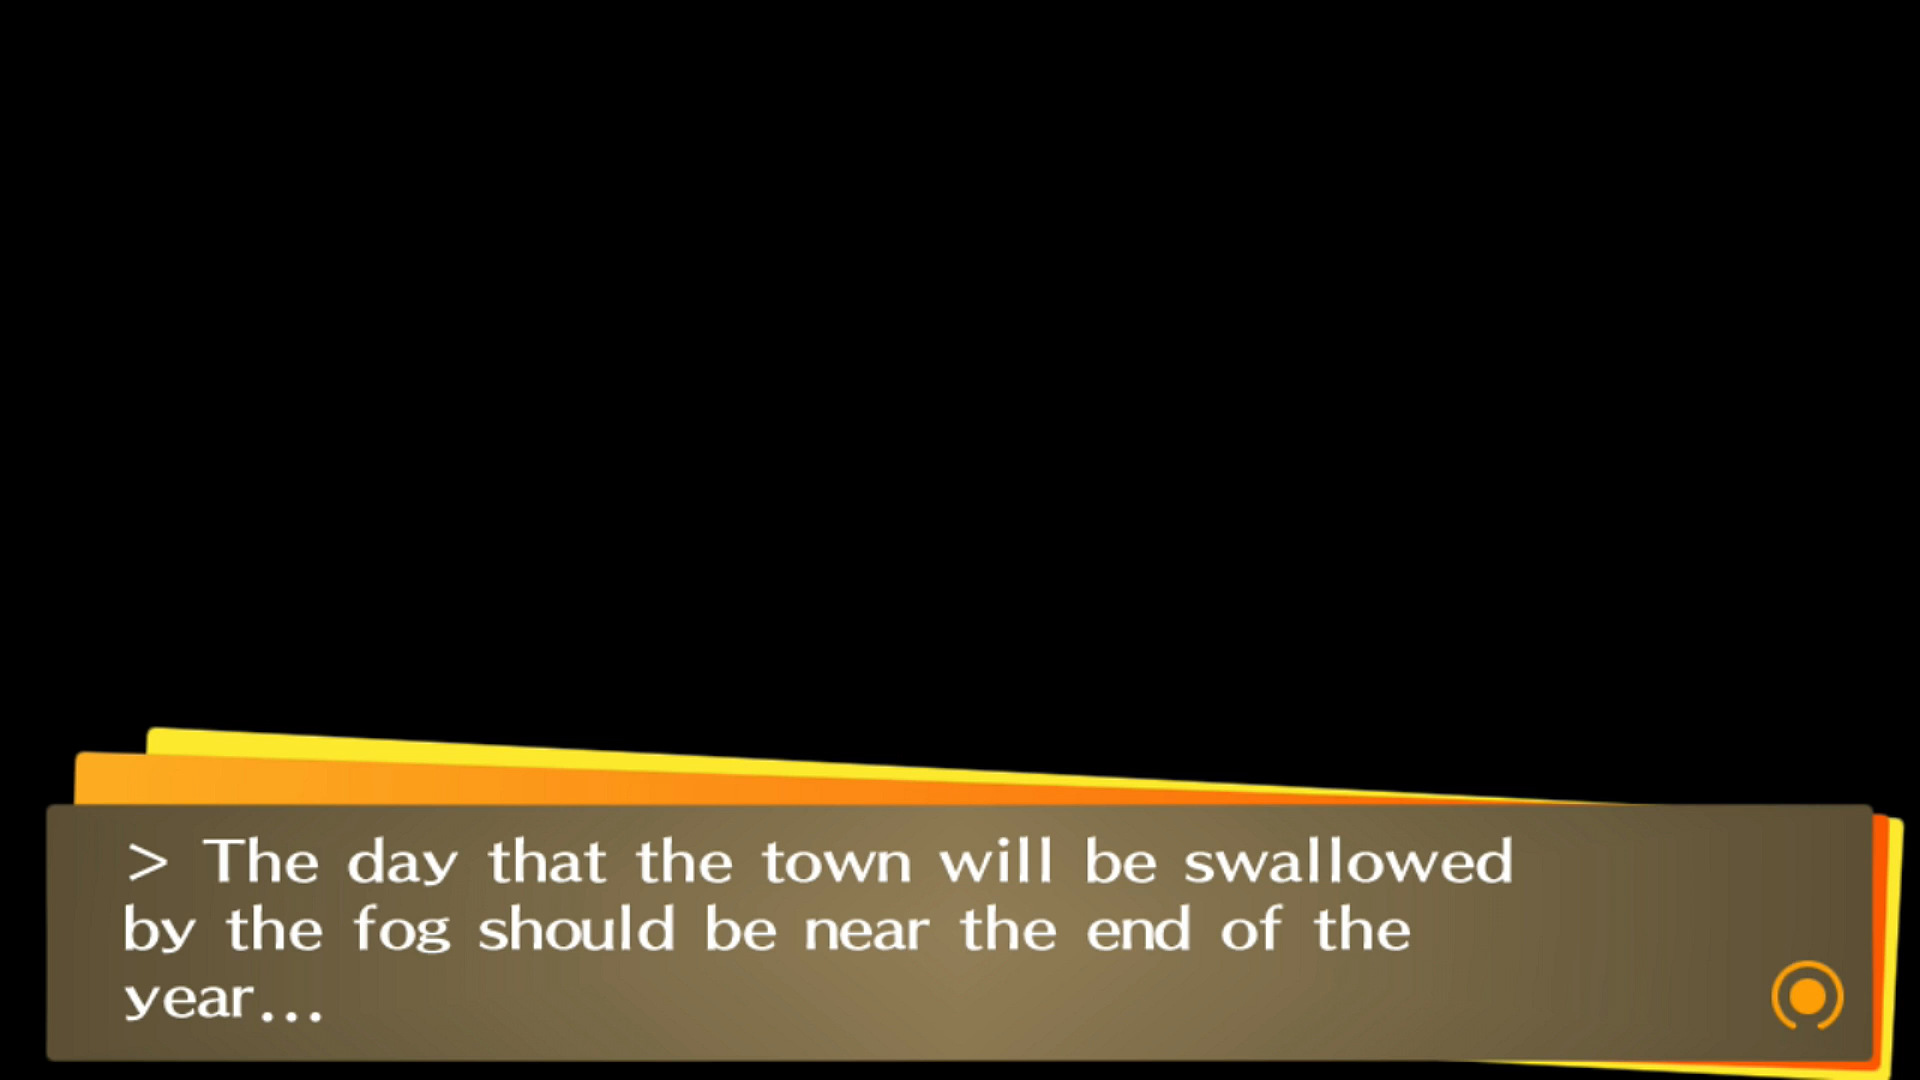 > The day that the town will be swallowed
by the fog should be near the end of the
year...